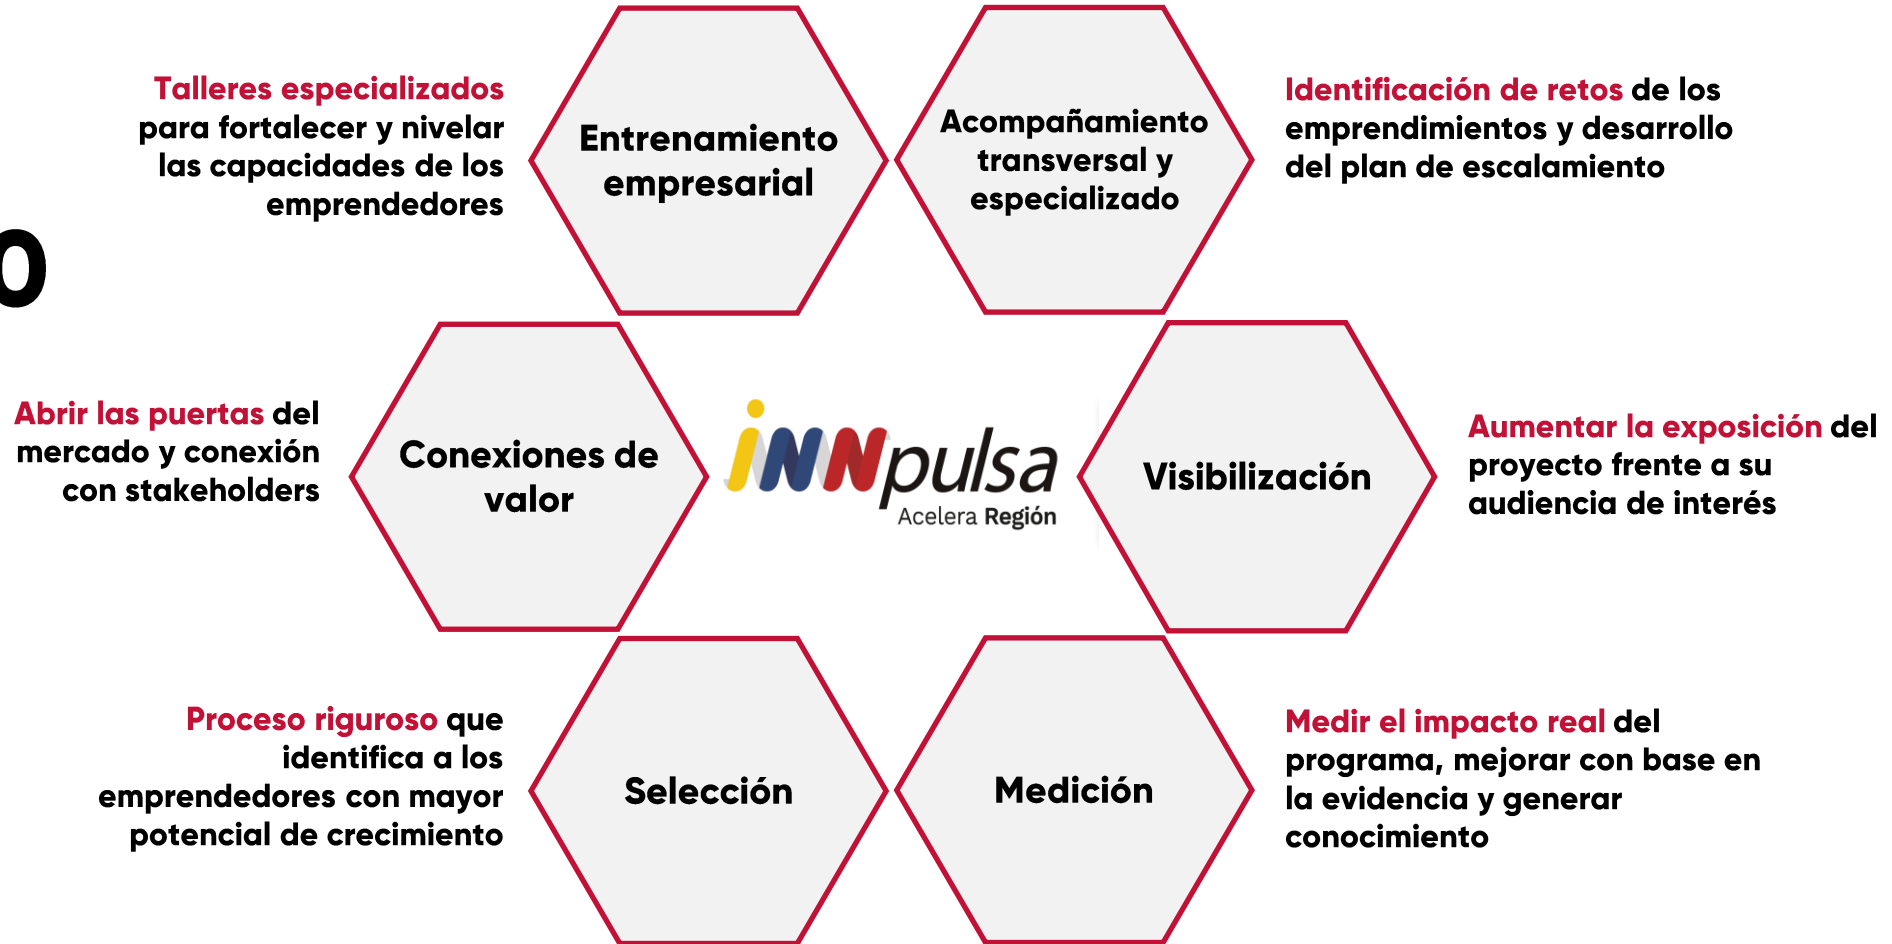 Talleres especializados
para fortalecer y nivelar
las capacidades de los
emprendedores
Entrenamiento
empresarial
Acompañamiento
transversal y
especializado
Identificación de retos de los
emprendimientos y desarrollo
del plan de escalamiento
o
Abrir las puertas del
mercado y conexión
con stakeholders
Conexiones de
valor
iNNpulsa
Acelera Región
Visibilización
Aumentar la exposición del
proyecto frente a su
audiencia de interés
Proceso riguroso que
identifica a los
emprendedores con mayor
potencial de crecimiento
Selección
Medición
Medir el impacto real del
programa, mejorar con base en
la evidencia y generar
conocimiento